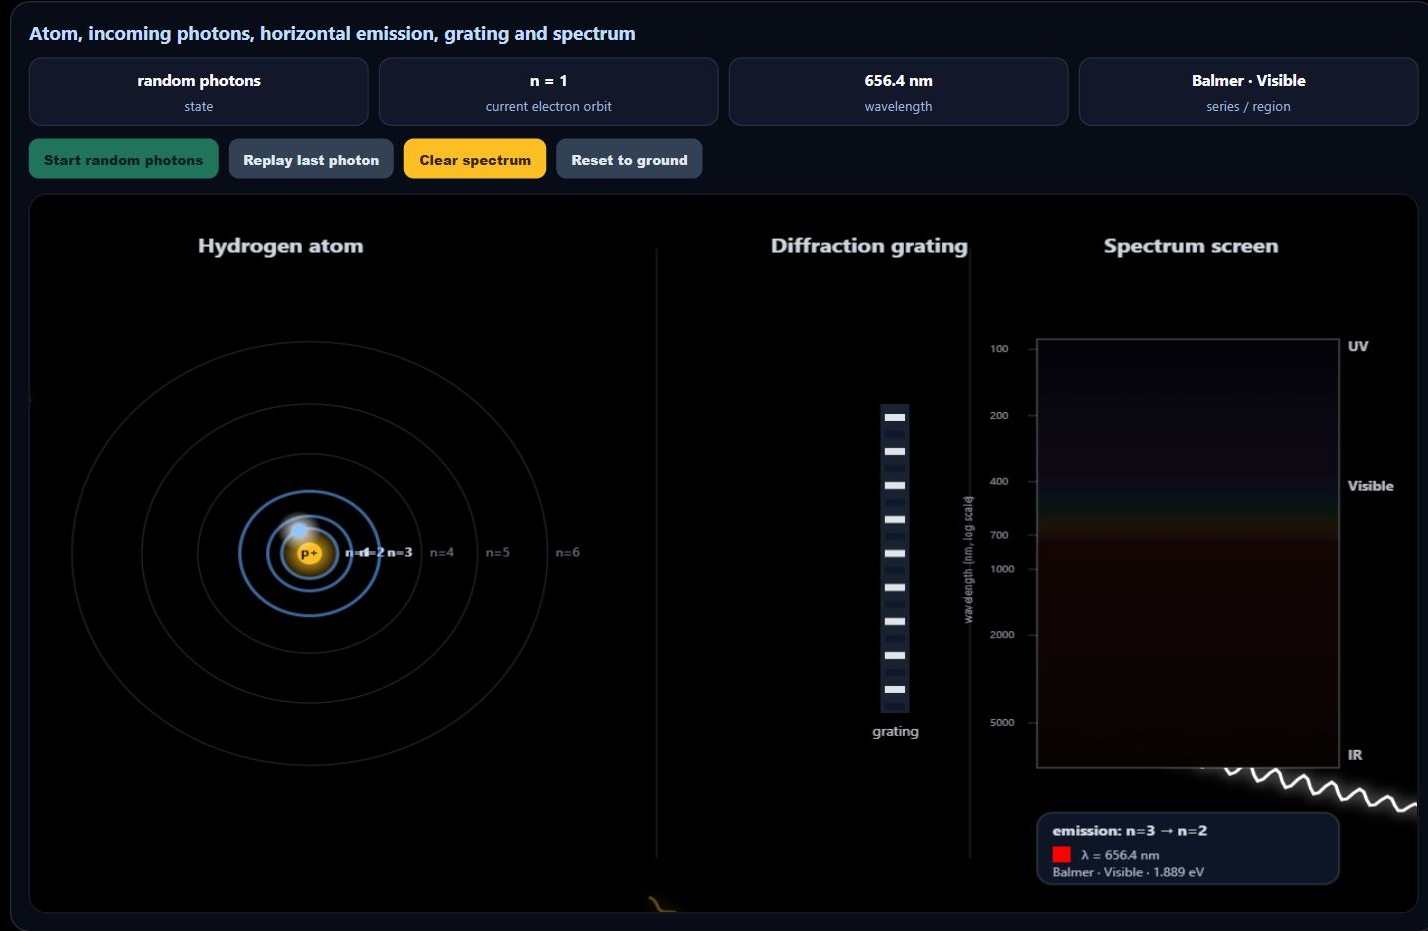 Atom, incoming photons, horizontal emission, grating and spectrum
random photons
state
n = 1
current electron orbit
656.4 nm
wavelength
Balmer · Visible
series / region
Start random photons
Replay last photon
Clear spectrum
Reset to ground
Hydrogen atom
Diffraction grating
Spectrum screen
p+
n=1
n=2
n=3
n=4
n=5
n=6
grating
wavelength (nm, log scale)
100
200
400
700
1000
2000
5000
UV
Visible
IR
emission: n=3 → n=2
λ = 656.4 nm
Balmer · Visible · 1.889 eV